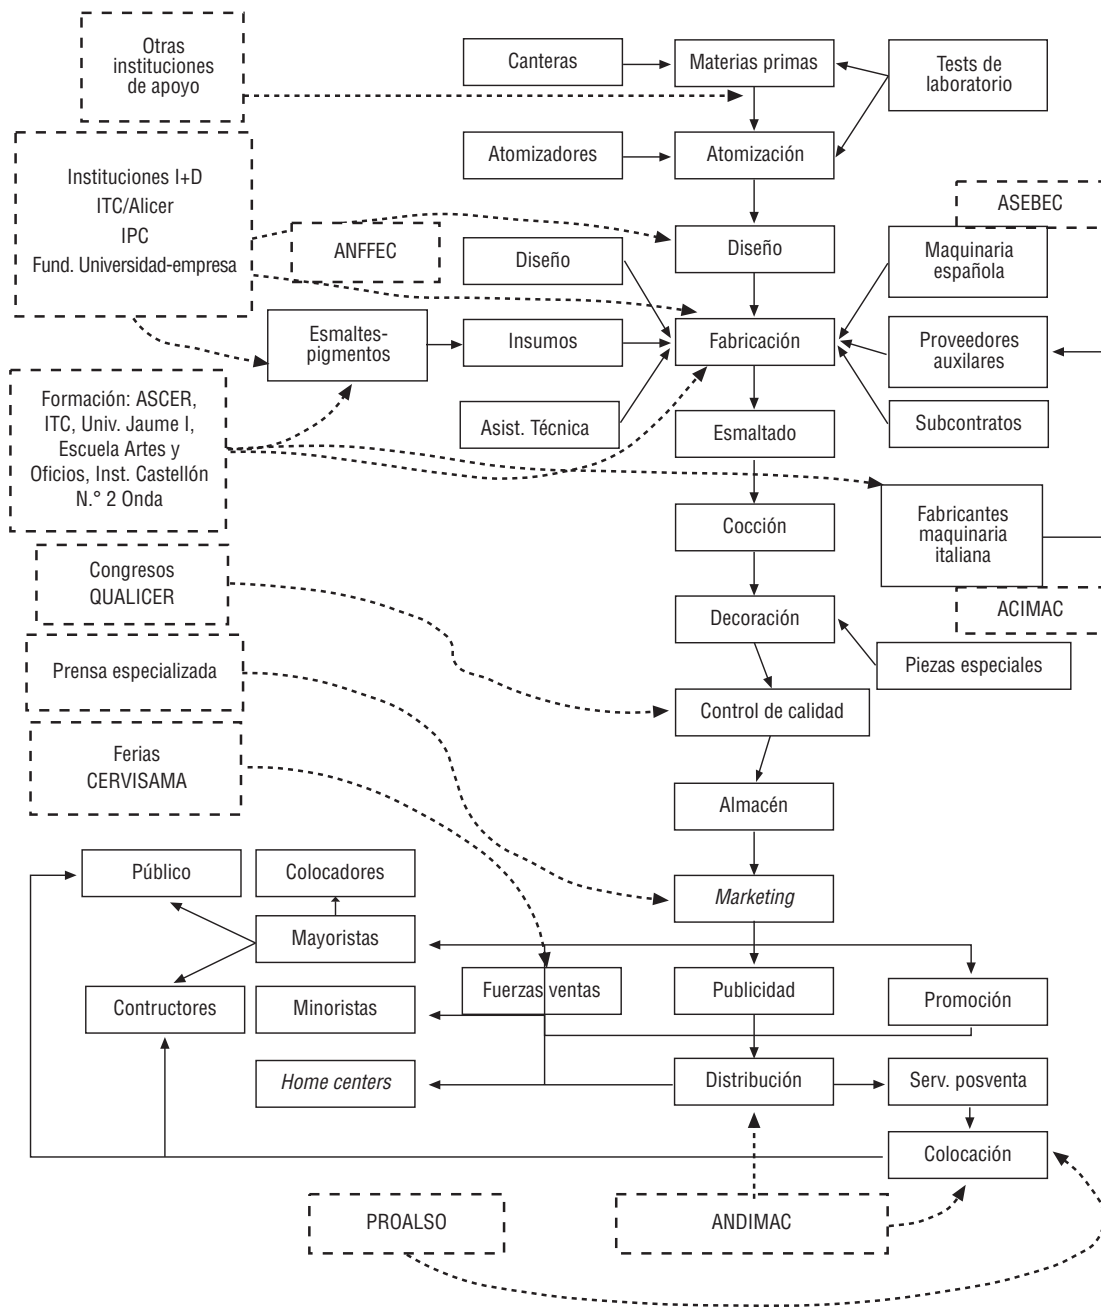 Otras
instituciones
de apoyo
Canteras
Materias primas
Tests de
laboratorio
Atomizadores
Atomización
Instituciones I+D
ITC/Alicer
IPC
Fund. Universidad-empresa
ANFFEC
Diseño
Diseño
ASEBEC
Maquinaria
española
Esmaltes-
pigmentos
Insumos
Fabricación
Proveedores
auxilares
Formación: ASCER,
ITC, Univ. Jaume I,
Escuela Artes y
Oficios, Inst. Castellón
N.° 2 Onda
Asist. Técnica
Esmaltado
Subcontratos
Cocción
Fabricantes
maquinaria
italiana
Congresos
QUALICER
Decoración
ACIMAC
Prensa especializada
Piezas especiales
Control de calidad
Ferias
CERVISAMA
Almacén
Público
Colocadores
Marketing
Mayoristas
Contructores
Minoristas
Fuerzas ventas
Publicidad
Promoción
Home centers
Distribución
Serv. posventa
Colocación
PROALSO
ANDIMAC